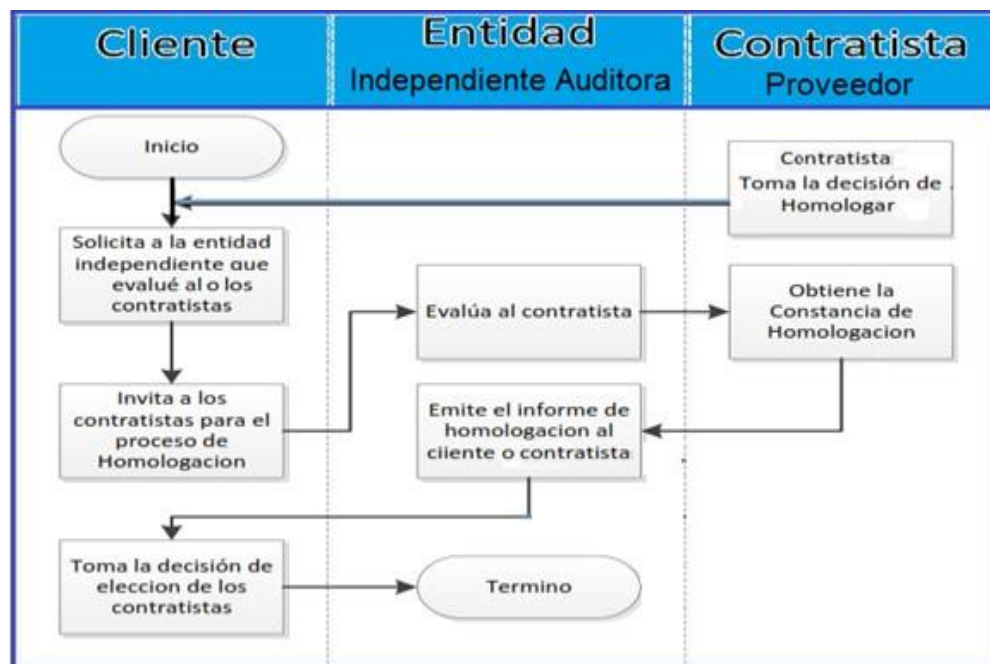 Cliente
Entidad
Independiente Auditora
Contratista
Proveedor
Inicio
Contratista
Toma la decisión de .
Homologar
Solicita a la entidad
independiente que
evalué al o los
contratistas
Evalúa al contratista
Obtiene la
Constancia de
Homologacion
Invita a los
contratistas para el
proceso de
Homologacion
Emite el informe de
homologacion al
cliente o contratista
Toma la decisión de
eleccion de los
contratistas
Termino